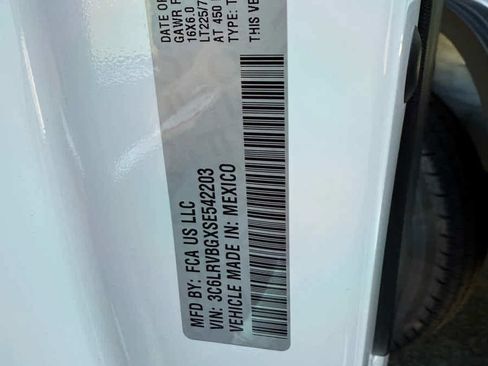 DATE OF
GAWR F
16X6.0
LT225/7
AT 450
TYPE: T
THIS VE
MFD BY: FCA US LLC
VIN: 3C6LRVBGXSE542203
VEHICLE MADE IN: MEXICO